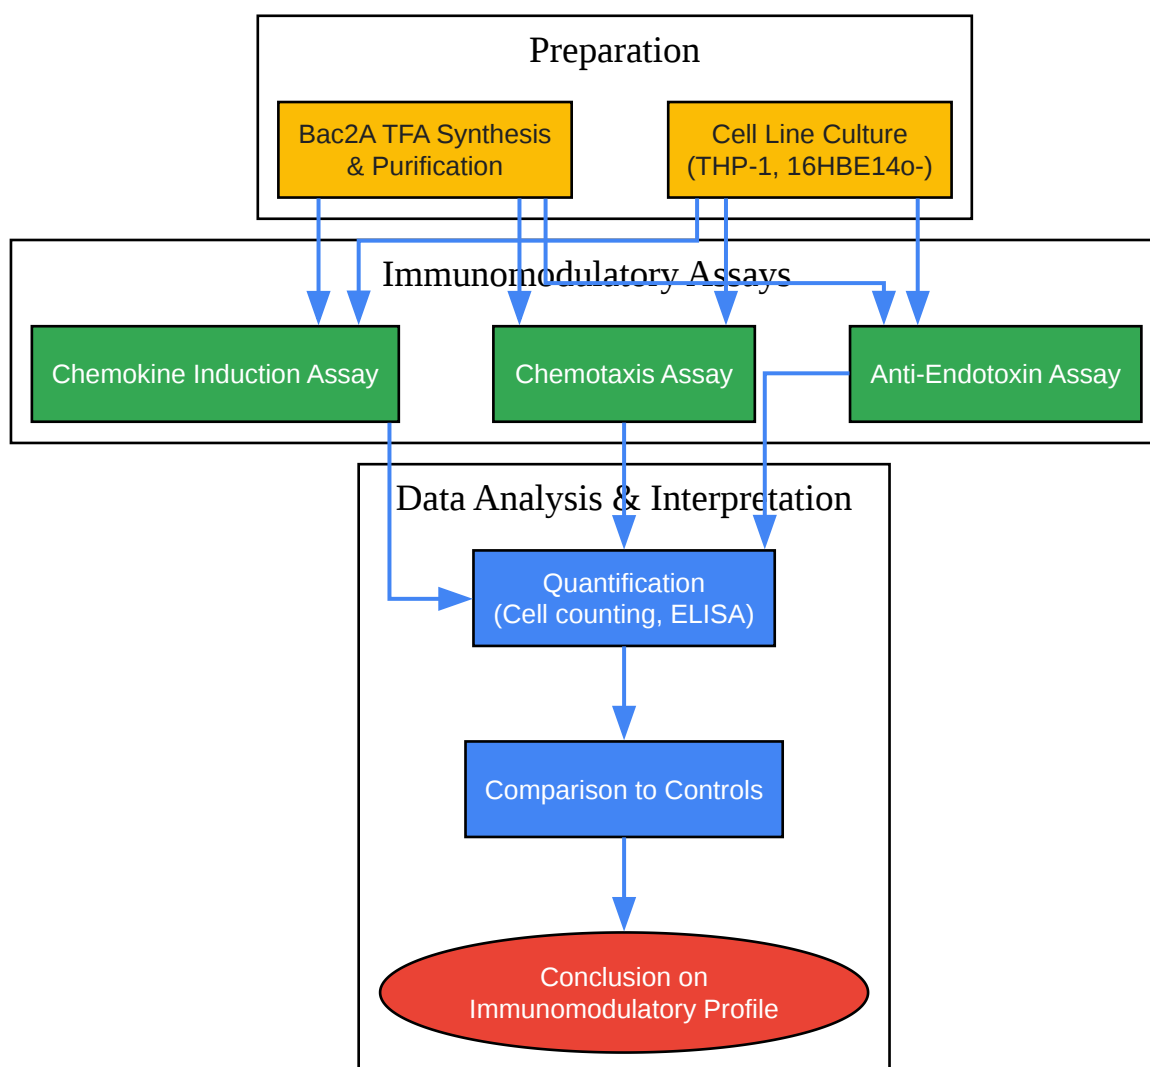 Preparation
Bac2A TFA Synthesis
& Purification
Cell Line Culture
(THP-1, 16HBE14o-)
Immunomodulatory Assays
Chemokine Induction Assay
Chemotaxis Assay
Anti-Endotoxin Assay
Data Analysis & Interpretation
Quantification
(Cell counting, ELISA)
Comparison to Controls
Conclusion on
Immunomodulatory Profile